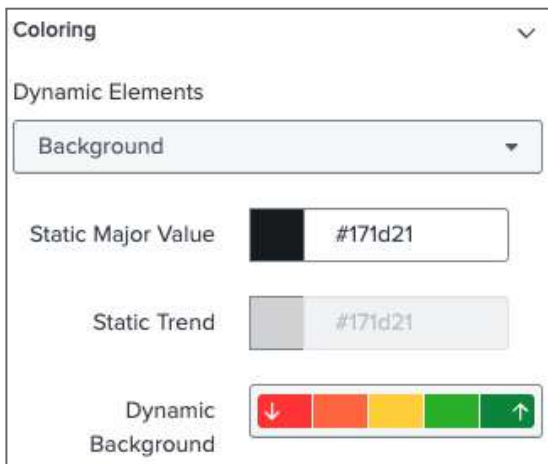 Coloring
Dynamic Elements
Background
Static Major Value #171d21
Static Trend #171d21
Dynamic
Background